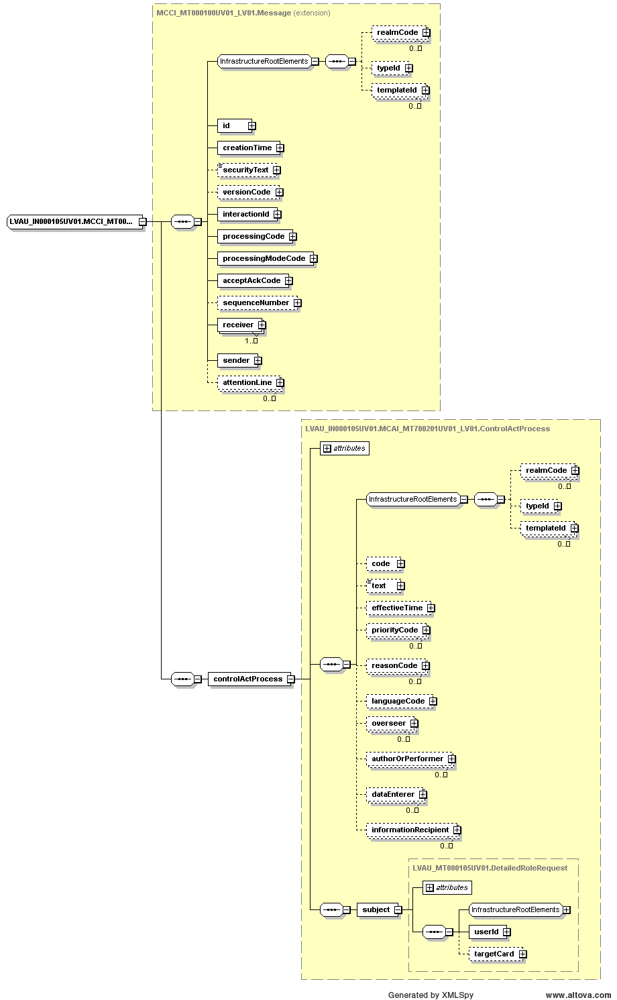 MCCI_MT000100UV01_LV01.Message (extension)
realmCode
0..
InfrastructureRootElements
typeId
templateId
0..
id
creationTime
securityText
versionCode
interactionId
LVAU_IN000105UV01.MCCI_MT00...
processingCode
processingModeCode
acceptAckCode
sequenceNumber
receiver
1..
sender
attentionLine
0..
LVAU_IN000105UV01.MCAI_MT700201UV01_LV01.ControlActProcess
attributes
realmCode
0..
InfrastructureRootElements
typeId
templateId
0..
code
text
effectiveTime
priorityCode
0..
reasonCode
controlActProcess
0..
languageCode
overseer
0..
authorOrPerformer
0..
dataEnterer
0..
informationRecipient
0..
LVAU_MT000105UV01.DetailedRoleRequest
attributes
subject
InfrastructureRootElements
userId
targetCard
Generated by XMLSpy www.altova.com